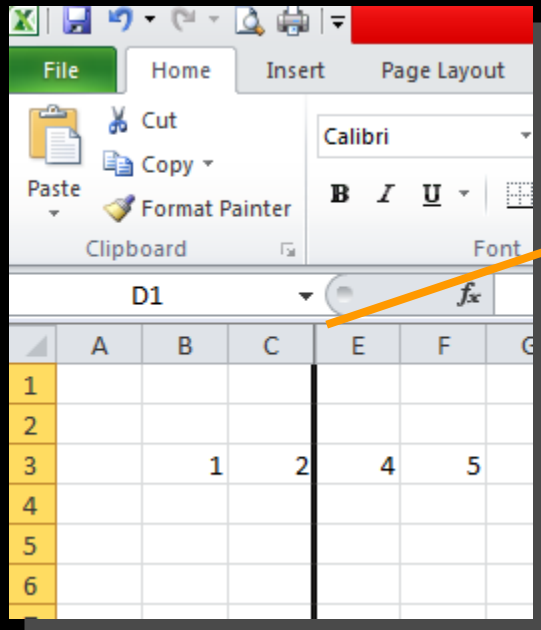 File Home Insert Page Layout
Cut
Copy
Paste
Format Painter
Calibri
B I U
Clipboard Font
D1 fx
A B C E F G
1
2
3 1 2 4 5
4
5
6